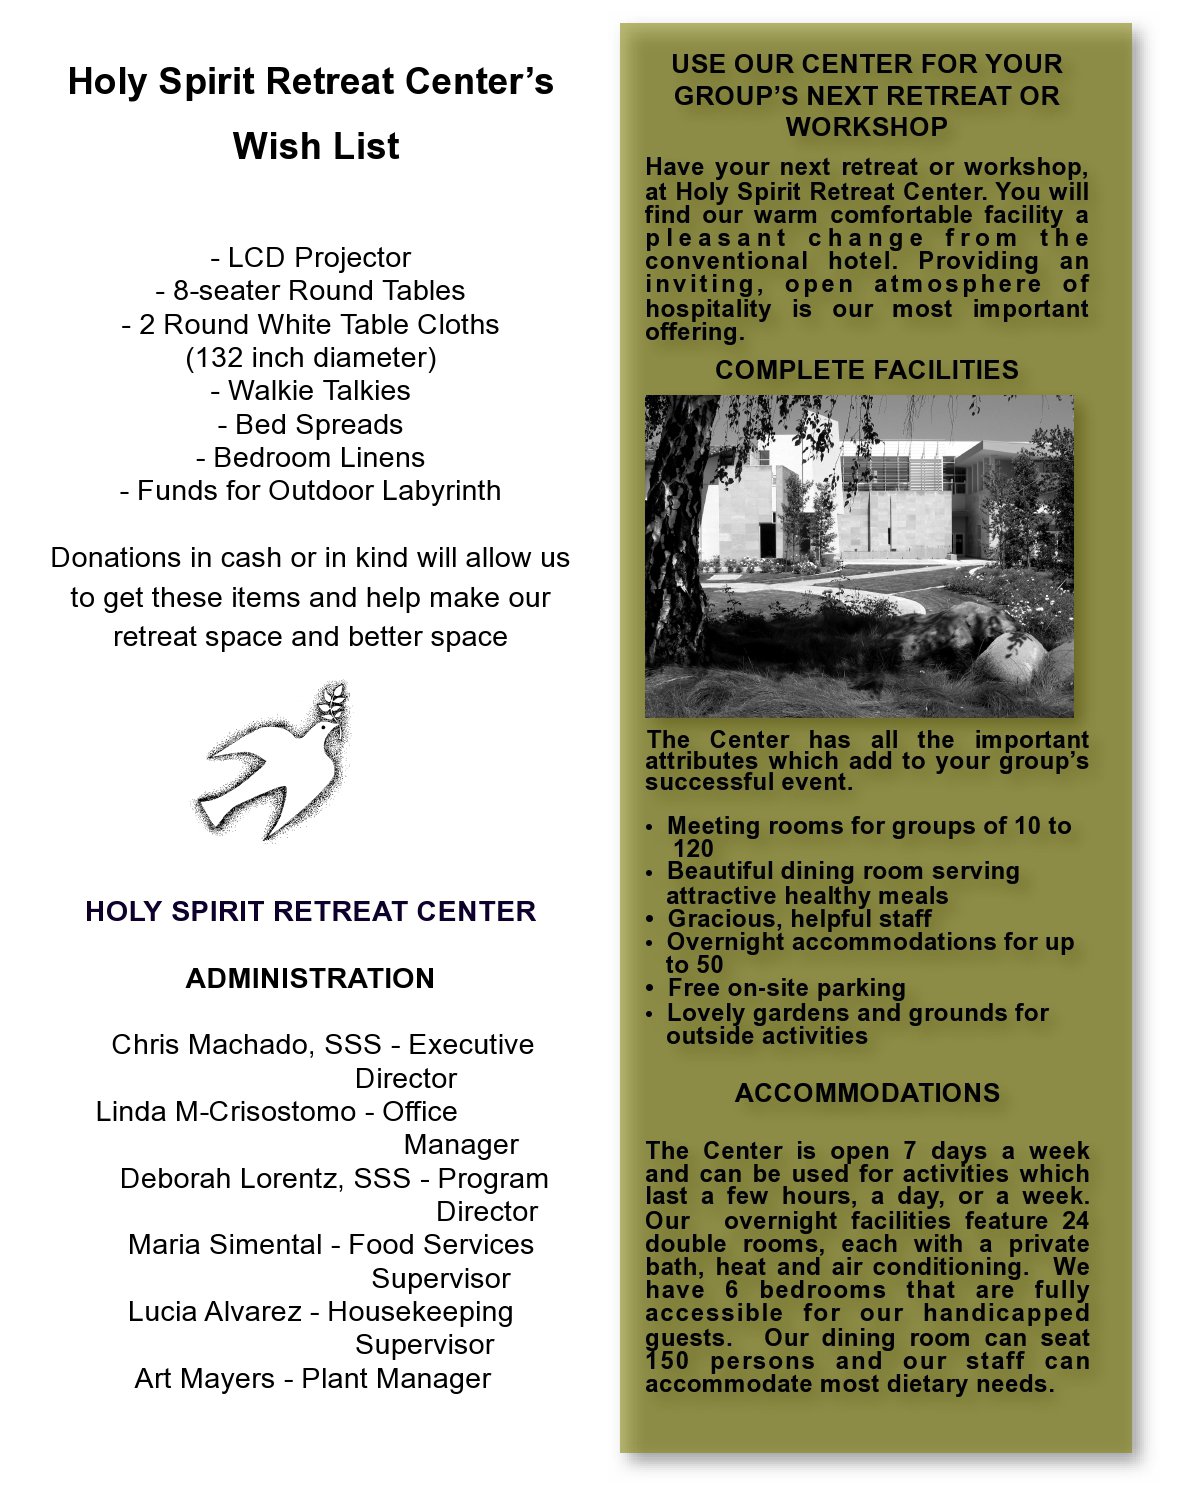 Holy Spirit Retreat Center’s
Wish List
- LCD Projector
- 8-seater Round Tables
- 2 Round White Table Cloths
(132 inch diameter)
- Walkie Talkies
- Bed Spreads
- Bedroom Linens
- Funds for Outdoor Labyrinth
Donations in cash or in kind will allow us
to get these items and help make our
retreat space and better space
HOLY SPIRIT RETREAT CENTER
ADMINISTRATION
Chris Machado, SSS - Executive
Director
Linda M-Crisostomo - Office
Manager
Deborah Lorentz, SSS - Program
Director
Maria Simental - Food Services
Supervisor
Lucia Alvarez - Housekeeping
Supervisor
Art Mayers - Plant Manager
USE OUR CENTER FOR YOUR
GROUP’S NEXT RETREAT OR
WORKSHOP
Have your next retreat or workshop,
at Holy Spirit Retreat Center. You will
find our warm comfortable facility a
pleasant change from the
conventional hotel. Providing an
inviting, open atmosphere of
hospitality is our most important
offering.
COMPLETE FACILITIES
The Center has all the important
attributes which add to your group’s
successful event.
• Meeting rooms for groups of 10 to
120
• Beautiful dining room serving
attractive healthy meals
• Gracious, helpful staff
• Overnight accommodations for up
to 50
• Free on-site parking
• Lovely gardens and grounds for
outside activities
ACCOMMODATIONS
The Center is open 7 days a week
and can be used for activities which
last a few hours, a day, or a week.
Our overnight facilities feature 24
double rooms, each with a private
bath, heat and air conditioning. We
have 6 bedrooms that are fully
accessible for our handicapped
guests. Our dining room can seat
150 persons and our staff can
accommodate most dietary needs.